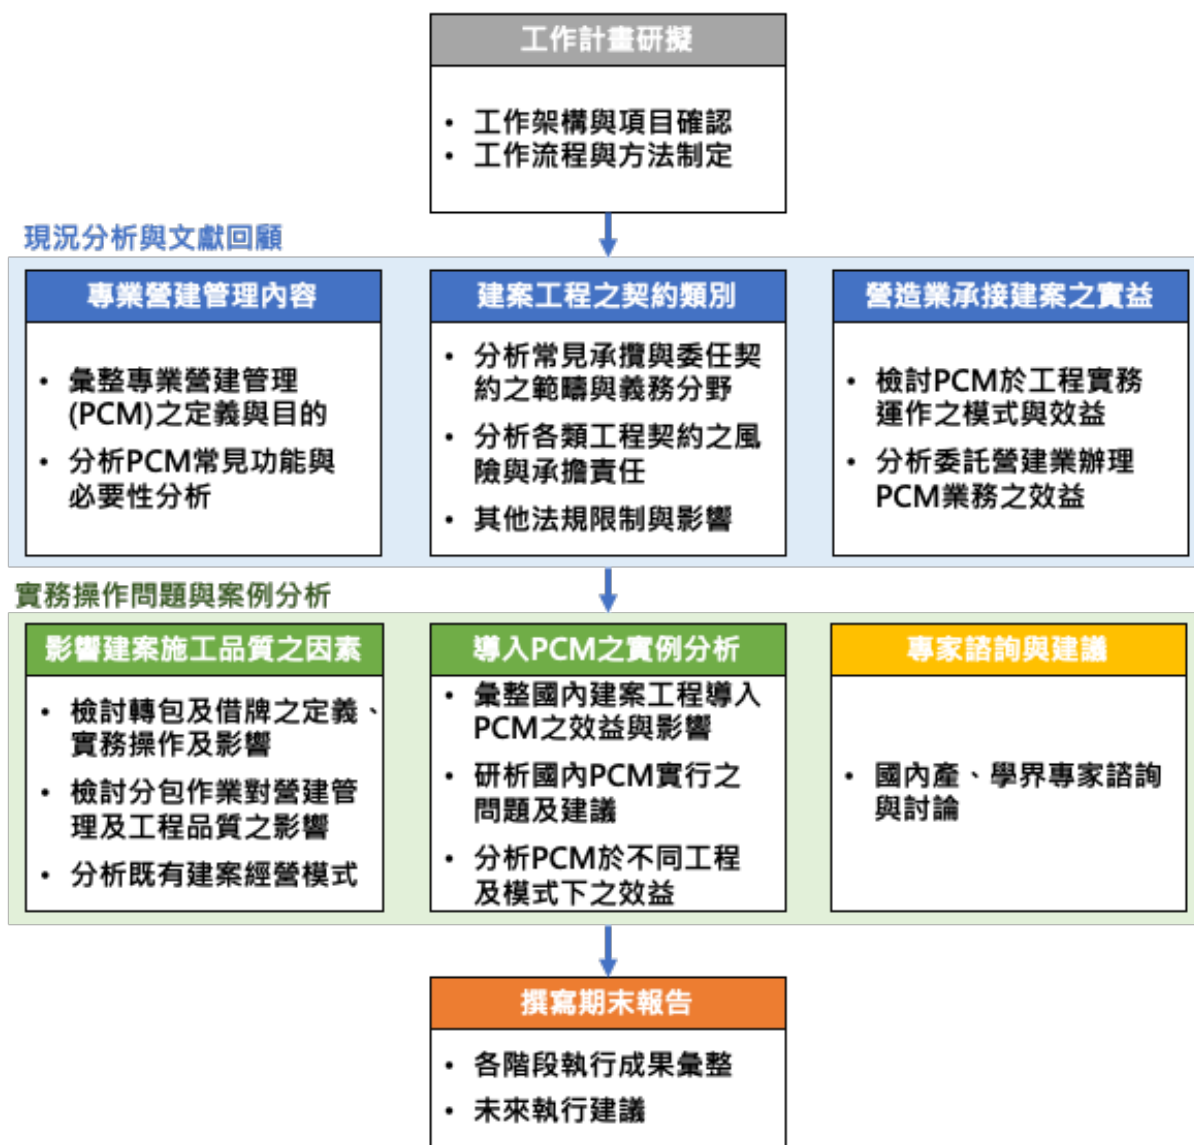 工作計畫研擬
• 工作架構與項目確認
• 工作流程與方法制定
現況分析與文獻回顧
專業營建管理內容
• 彙整專業營建管理
(PCM)之定義與目的
• 分析PCM常見功能與
必要性分析
建案工程之契約類別
• 分析常見承攬與委任契
約之範疇與義務分野
• 分析各類工程契約之風
險與承擔責任
• 其他法規限制與影響
營造業承接建案之實益
• 檢討PCM於工程實務
運作之模式與效益
• 分析委託營建業辦理
PCM業務之效益
實務操作問題與案例分析
影響建案施工品質之因素
• 檢討轉包及借牌之定義、
實務操作及影響
• 檢討分包作業對營建管
理及工程品質之影響
• 分析既有建案經營模式
導入PCM之實例分析
• 彙整國內建案工程導入
PCM之效益與影響
• 研析國內PCM實行之
問題及建議
• 分析PCM於不同工程
及模式下之效益
專家諮詢與建議
• 國內產、學界專家諮詢
與討論
撰寫期末報告
• 各階段執行成果彙整
• 未來執行建議